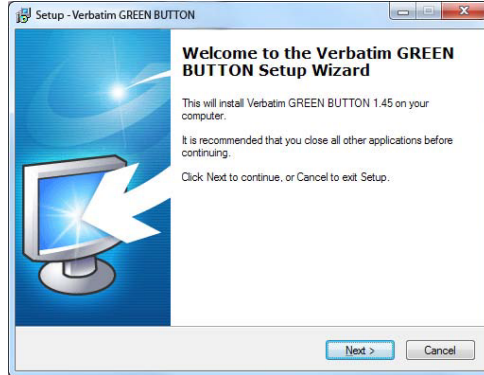 Setup - Verbatim GREEN BUTTON
Welcome to the Verbatim GREEN
BUTTON Setup Wizard
This will install Verbatim GREEN BUTTON 1.45 on your
computer.
It is recommended that you close all other applications before
continuing.
Click Next to continue, or Cancel to exit Setup.
Next >
Cancel